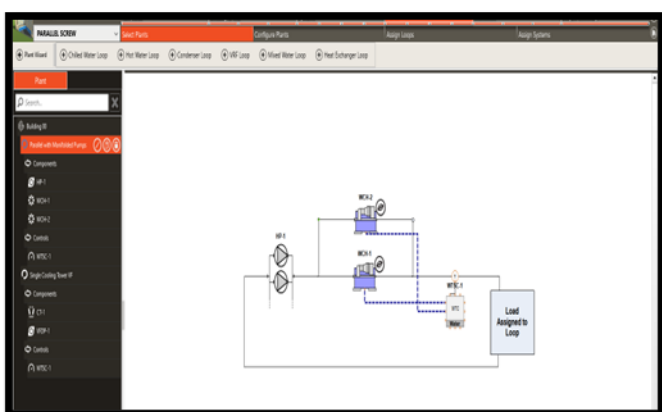 PARALLEL SCREW
Select Plants
Configure Plants
Assign Loops
Assign Systems
Plant Wizard
Chilled Water Loop
Hot Water Loop
Condenser Loop
VRF Loop
Mixed Water Loop
Heat Exchanger Loop
Plant
Search...
X
Building 01
Parallel with Manifolded Pumps
Components
HP-1
WCH-1
WCH-2
Controls
WTSC-1
Single Cooling Tower VF
Components
CT-1
VFDP-1
Controls
WTSC-1
WCH-2
HP-1
WCH-1
WTSC-1
WTC
Water
Load
Assigned to
Loop